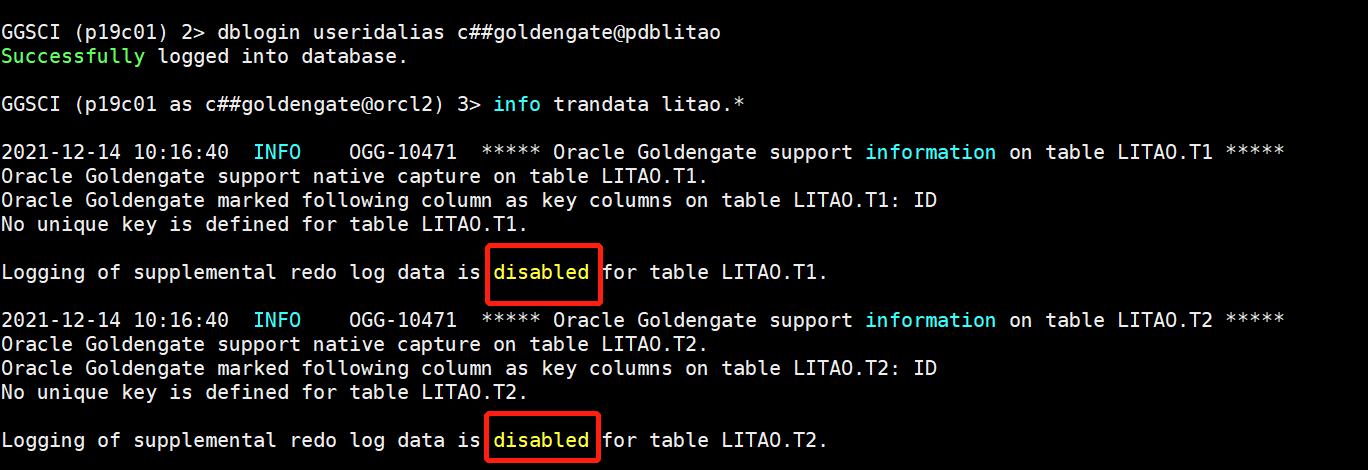 GGSCI (p19c01) 2> dblogin useridalias c##goldengate@pdblitao
Successfully logged into database.
GGSCI (p19c01 as c##goldengate@orcl2) 3> info trandata litao.*
2021-12-14 10:16:40  INFO    OGG-10471  ***** Oracle Goldengate support information on table LITAO.T1 *****
Oracle Goldengate support native capture on table LITAO.T1.
Oracle Goldengate marked following column as key columns on table LITAO.T1: ID
No unique key is defined for table LITAO.T1.
Logging of supplemental redo log data is disabled for table LITAO.T1.
2021-12-14 10:16:40  INFO    OGG-10471  ***** Oracle Goldengate support information on table LITAO.T2 *****
Oracle Goldengate support native capture on table LITAO.T2.
Oracle Goldengate marked following column as key columns on table LITAO.T2: ID
No unique key is defined for table LITAO.T2.
Logging of supplemental redo log data is disabled for table LITAO.T2.